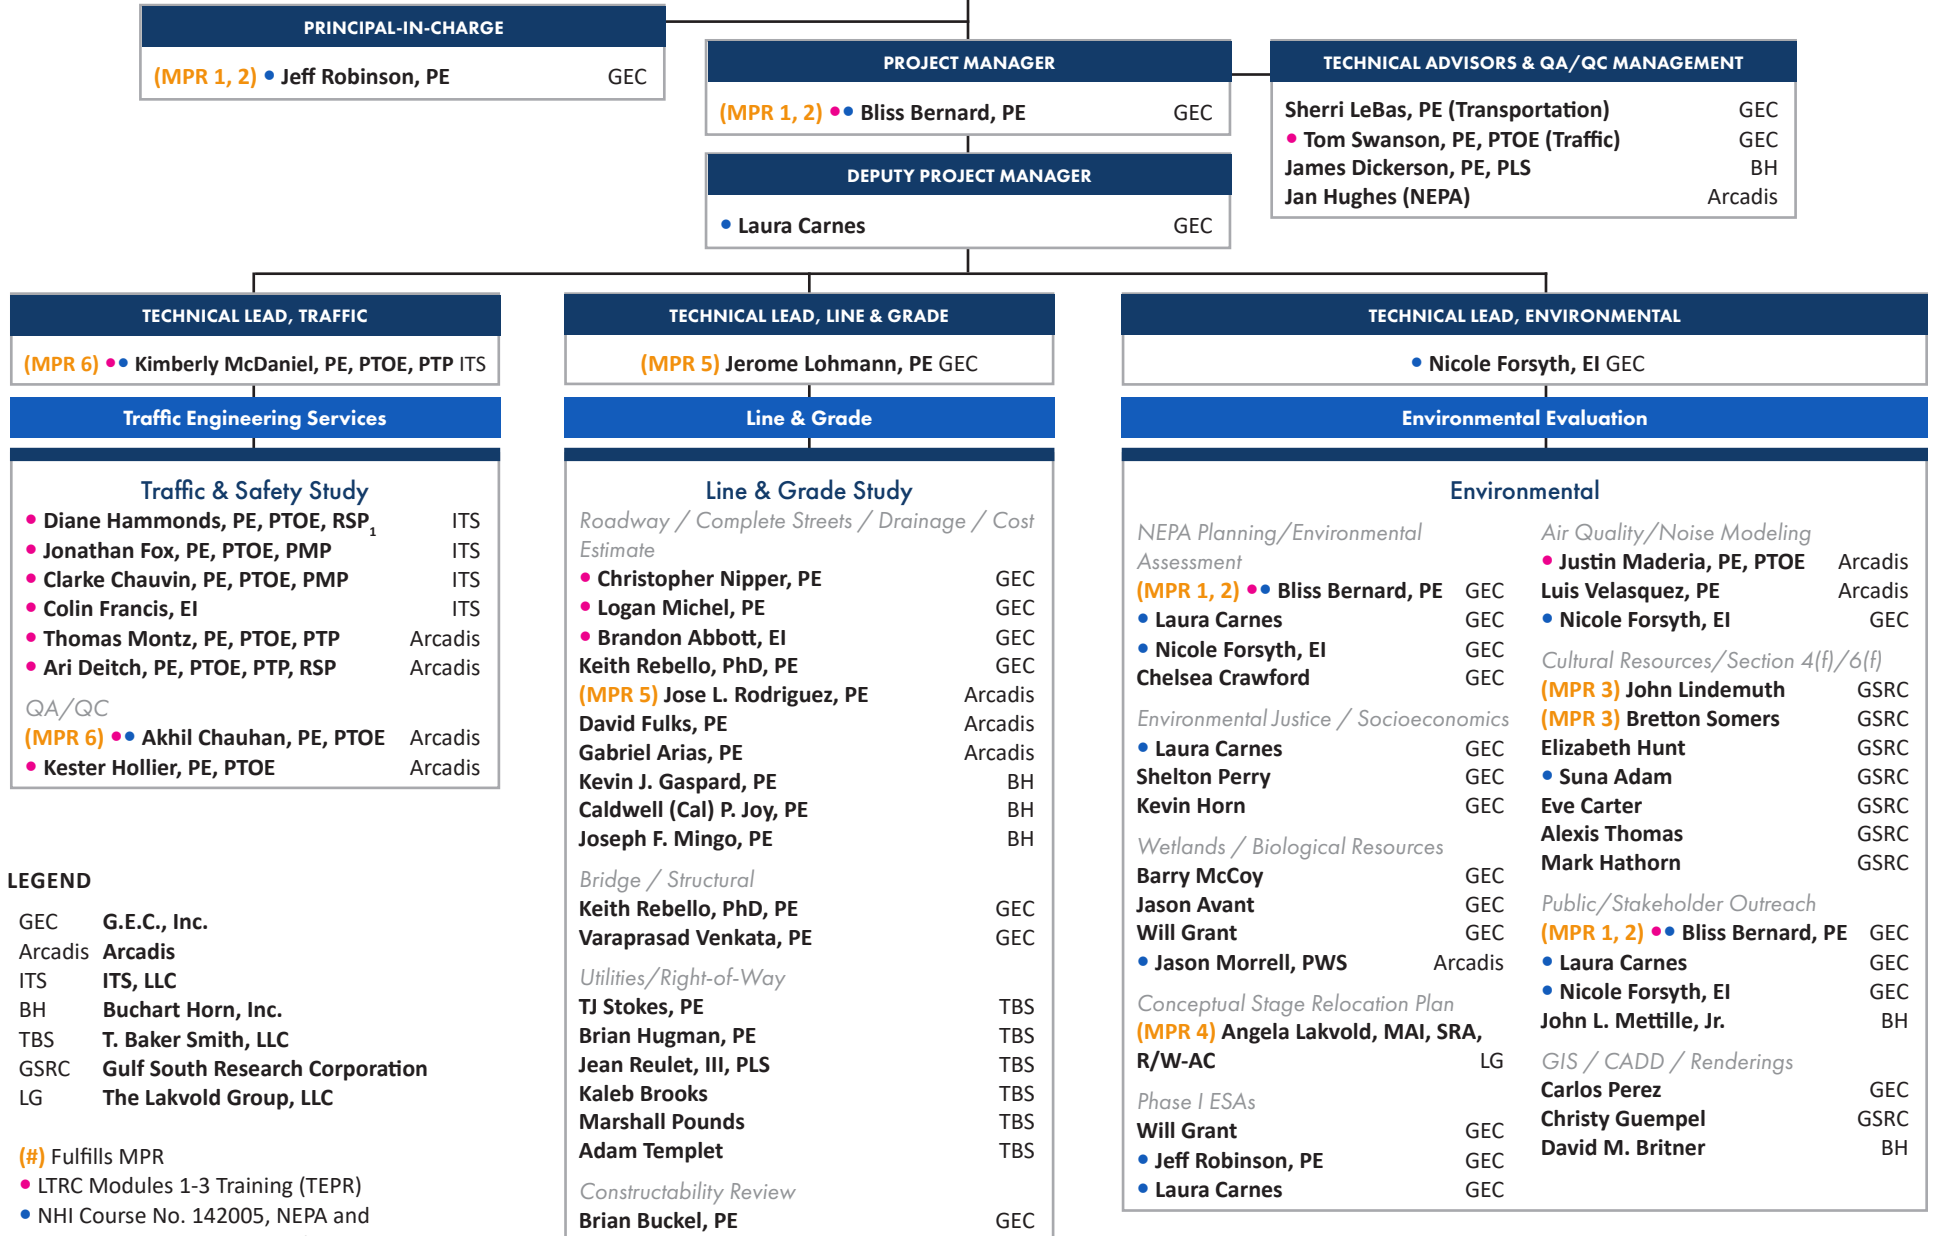 PRINCIPAL-IN-CHARGE
(MPR 1, 2) • Jeff Robinson, PE GEC
PROJECT MANAGER
(MPR 1, 2) •• Bliss Bernard, PE GEC
TECHNICAL ADVISORS & QA/QC MANAGEMENT
Sherri LeBas, PE (Transportation) GEC
• Tom Swanson, PE, PTOE (Traffic) GEC
James Dickerson, PE, PLS BH
Jan Hughes (NEPA) Arcadis
DEPUTY PROJECT MANAGER
• Laura Carnes GEC
TECHNICAL LEAD, TRAFFIC
(MPR 6) •• Kimberly McDaniel, PE, PTOE, PTP ITS
Traffic Engineering Services
Traffic & Safety Study
• Diane Hammonds, PE, PTOE, RSP1 ITS
• Jonathan Fox, PE, PTOE, PMP ITS
• Clarke Chauvin, PE, PTOE, PMP ITS
• Colin Francis, EI ITS
• Thomas Montz, PE, PTOE, PTP Arcadis
• Ari Deitch, PE, PTOE, PTP, RSP Arcadis
QA/QC
(MPR 6) •• Akhil Chauhan, PE, PTOE Arcadis
• Kester Hollier, PE, PTOE Arcadis
LEGEND
GEC G.E.C., Inc.
Arcadis Arcadis
ITS ITS, LLC
BH Buchart Horn, Inc.
TBS T. Baker Smith, LLC
GSRC Gulf South Research Corporation
LG The Lakvold Group, LLC
(#) Fulfills MPR
• LTRC Modules 1-3 Training (TEPR)
• NHI Course No. 142005, NEPA and
TECHNICAL LEAD, LINE & GRADE
(MPR 5) Jerome Lohmann, PE GEC
Line & Grade
Line & Grade Study
Roadway / Complete Streets / Drainage / Cost
Estimate
• Christopher Nipper, PE GEC
• Logan Michel, PE GEC
• Brandon Abbott, EI GEC
Keith Rebello, PhD, PE GEC
(MPR 5) Jose L. Rodriguez, PE Arcadis
David Fulks, PE Arcadis
Gabriel Arias, PE Arcadis
Kevin J. Gaspard, PE BH
Caldwell (Cal) P. Joy, PE BH
Joseph F. Mingo, PE BH
Bridge / Structural
Keith Rebello, PhD, PE GEC
Varaprasad Venkata, PE GEC
Utilities/Right-of-Way
TJ Stokes, PE TBS
Brian Hugman, PE TBS
Jean Reulet, III, PLS TBS
Kaleb Brooks TBS
Marshall Pounds TBS
Adam Templet TBS
Constructability Review
Brian Buckel, PE GEC
TECHNICAL LEAD, ENVIRONMENTAL
• Nicole Forsyth, EI GEC
Environmental Evaluation
Environmental
NEPA Planning/Environmental
Assessment
(MPR 1, 2) •• Bliss Bernard, PE GEC
• Laura Carnes GEC
• Nicole Forsyth, EI GEC
Chelsea Crawford GEC
Environmental Justice / Socioeconomics
• Laura Carnes GEC
Shelton Perry GEC
Kevin Horn GEC
Wetlands / Biological Resources
Barry McCoy GEC
Jason Avant GEC
Will Grant GEC
• Jason Morrell, PWS Arcadis
Conceptual Stage Relocation Plan
(MPR 4) Angela Lakvold, MAI, SRA,
R/W-AC LG
Phase I ESAs
Will Grant GEC
• Jeff Robinson, PE GEC
• Laura Carnes GEC
Air Quality/Noise Modeling
• Justin Maderia, PE, PTOE Arcadis
Luis Velasquez, PE Arcadis
• Nicole Forsyth, EI GEC
Cultural Resources/Section 4(f)/6(f)
(MPR 3) John Lindemuth GSRC
(MPR 3) Bretton Somers GSRC
Elizabeth Hunt GSRC
• Suna Adam GSRC
Eve Carter GSRC
Alexis Thomas GSRC
Mark Hathorn GSRC
Public/Stakeholder Outreach
(MPR 1, 2) •• Bliss Bernard, PE GEC
• Laura Carnes GEC
• Nicole Forsyth, EI GEC
John L. Mettille, Jr. BH
GIS / CADD / Renderings
Carlos Perez GEC
Christy Guempel GSRC
David M. Britner BH